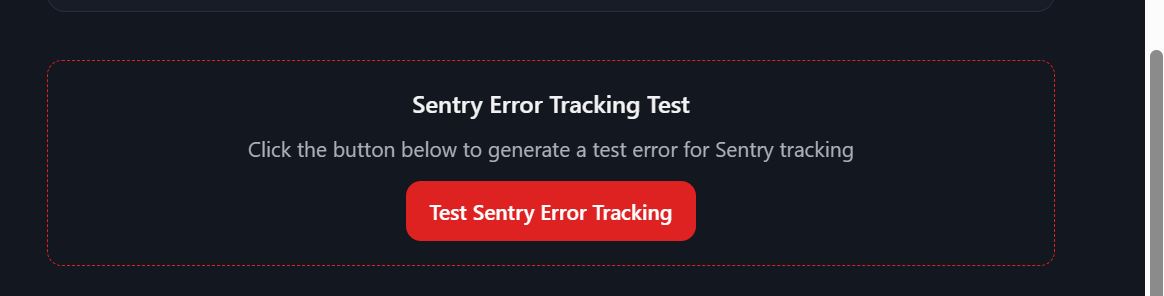 Sentry Error Tracking Test
Click the button below to generate a test error for Sentry tracking
Test Sentry Error Tracking